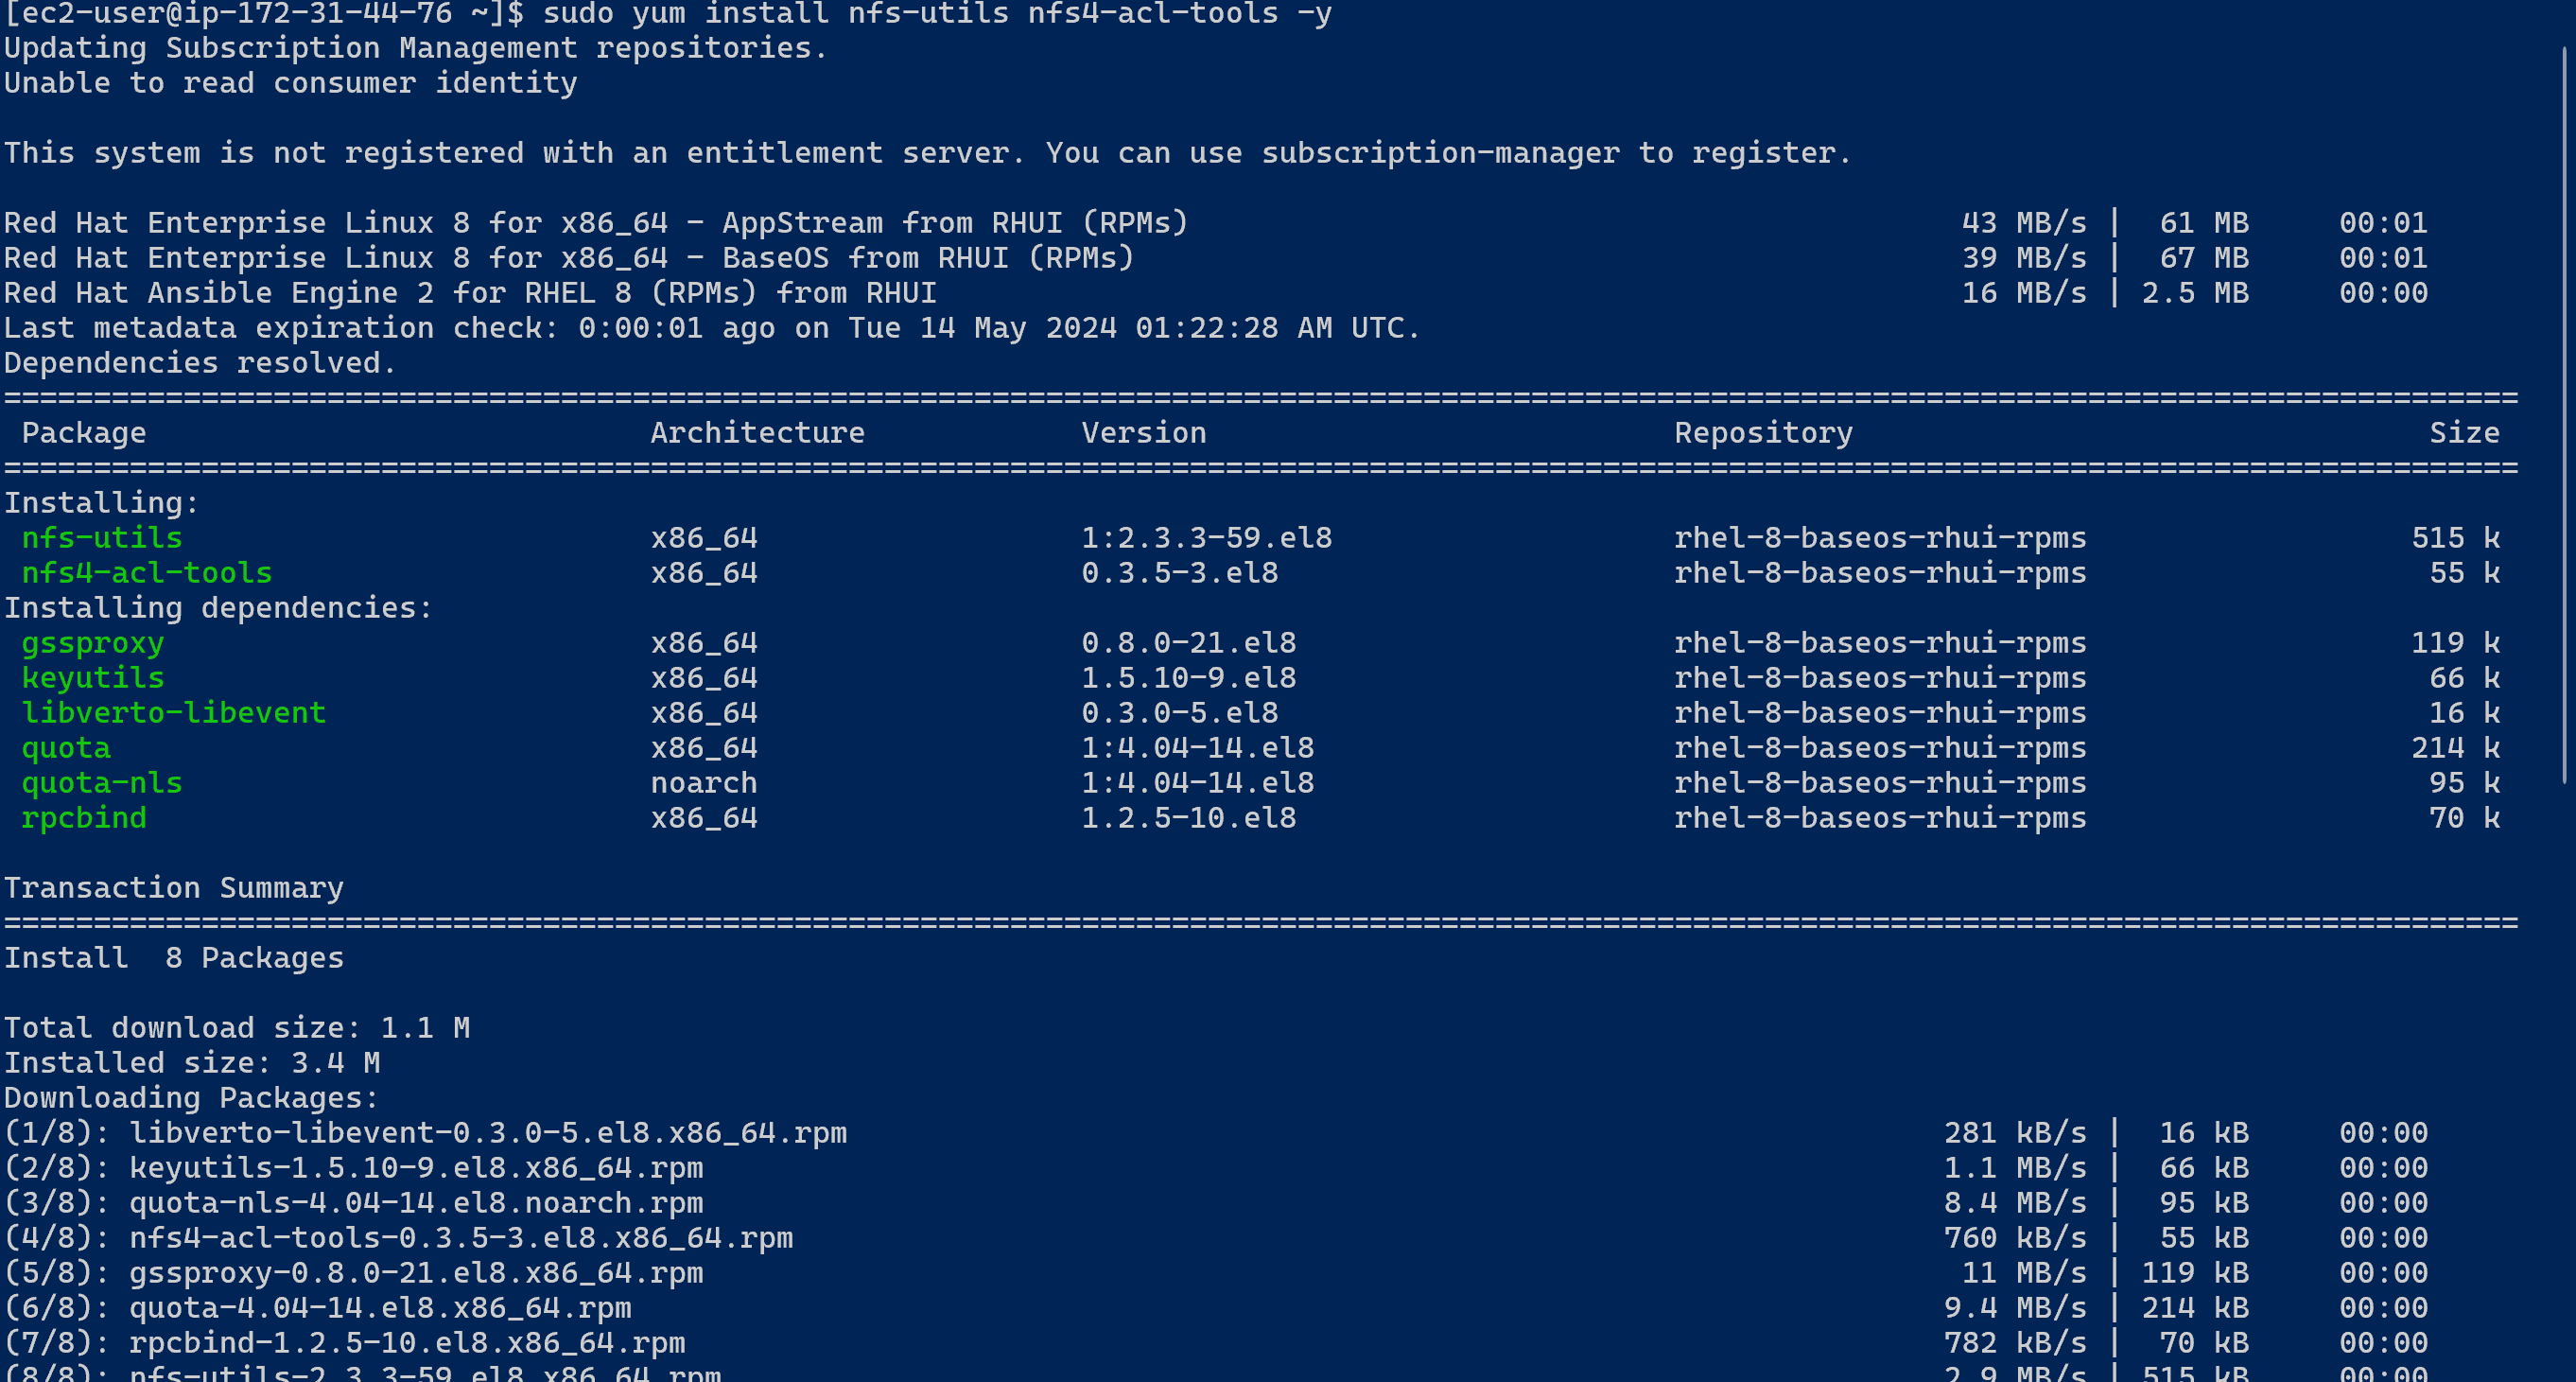 [ec2-user@ip-172-31-44-76 ~]$ sudo yum install nfs-utils nfs4-acl-tools -y
Updating Subscription Management repositories.
Unable to read consumer identity
This system is not registered with an entitlement server. You can use subscription-manager to register.
Red Hat Enterprise Linux 8 for x86_64 - AppStream from RHUI (RPMs) 43 MB/s | 61 MB 00:01
Red Hat Enterprise Linux 8 for x86_64 - BaseOS from RHUI (RPMs) 39 MB/s | 67 MB 00:01
Red Hat Ansible Engine 2 for RHEL 8 (RPMs) from RHUI 16 MB/s | 2.5 MB 00:00
Last metadata expiration check: 0:00:01 ago on Tue 14 May 2024 01:22:28 AM UTC.
Dependencies resolved.
============================================================================================================================================
Package Architecture Version Repository Size
============================================================================================================================================
Installing:
nfs-utils x86_64 1:2.3.3-59.el8 rhel-8-baseos-rhui-rpms 515 k
nfs4-acl-tools x86_64 0.3.5-3.el8 rhel-8-baseos-rhui-rpms 55 k
Installing dependencies:
gssproxy x86_64 0.8.0-21.el8 rhel-8-baseos-rhui-rpms 119 k
keyutils x86_64 1.5.10-9.el8 rhel-8-baseos-rhui-rpms 66 k
libverto-libevent x86_64 0.3.0-5.el8 rhel-8-baseos-rhui-rpms 16 k
quota x86_64 1:4.04-14.el8 rhel-8-baseos-rhui-rpms 214 k
quota-nls noarch 1:4.04-14.el8 rhel-8-baseos-rhui-rpms 95 k
rpcbind x86_64 1.2.5-10.el8 rhel-8-baseos-rhui-rpms 70 k
Transaction Summary
============================================================================================================================================
Install 8 Packages
Total download size: 1.1 M
Installed size: 3.4 M
Downloading Packages:
(1/8): libverto-libevent-0.3.0-5.el8.x86_64.rpm 281 kB/s | 16 kB 00:00
(2/8): keyutils-1.5.10-9.el8.x86_64.rpm 1.1 MB/s | 66 kB 00:00
(3/8): quota-nls-4.04-14.el8.noarch.rpm 8.4 MB/s | 95 kB 00:00
(4/8): nfs4-acl-tools-0.3.5-3.el8.x86_64.rpm 760 kB/s | 55 kB 00:00
(5/8): gssproxy-0.8.0-21.el8.x86_64.rpm 11 MB/s | 119 kB 00:00
(6/8): quota-4.04-14.el8.x86_64.rpm 9.4 MB/s | 214 kB 00:00
(7/8): rpcbind-1.2.5-10.el8.x86_64.rpm 782 kB/s | 70 kB 00:00
(8/8): nfs-utils-2.3.3-59.el8.x86_64.rpm 2.9 MB/s | 515 kB 00:00